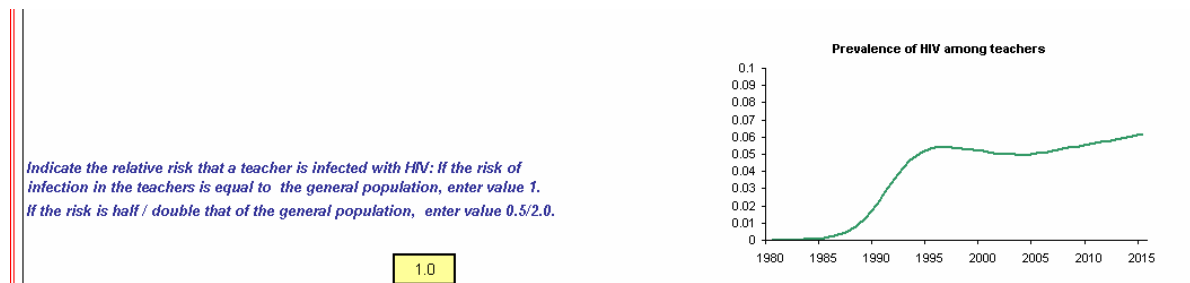 Prevalence of HIV among teachers
0.1
0.09
0.08
0.07
0.06
0.05
0.04
0.03
0.02
0.01
0
1980 1985 1990 1995 2000 2005 2010 2015
Indicate the relative risk that a teacher is infected with HIV: If the risk of
infection in the teachers is equal to the general population, enter value 1.
If the risk is half / double that of the general population, enter value 0.5/2.0.
1.0